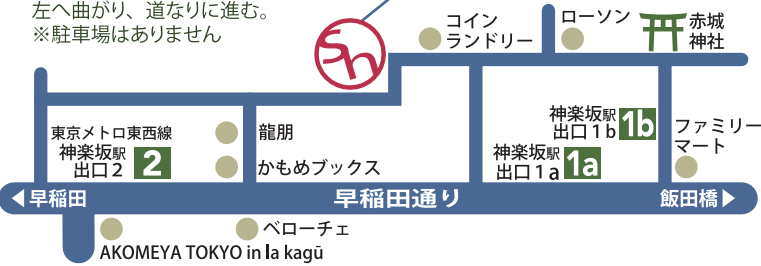 左へ曲がり、道なりに進む。
※駐車場はありません
sh
コイン
ランドリー
ローソン
赤城
神社
東京メトロ東西線
神楽坂駅
出口2
2
龍朋
かもめブックス
神楽坂駅
出口1b
1b
神楽坂駅
出口1a
1a
ファミリー
マート
早稲田
早稲田通り
飯田橋
ベローチェ
AKOMEYA TOKYO in la kagū